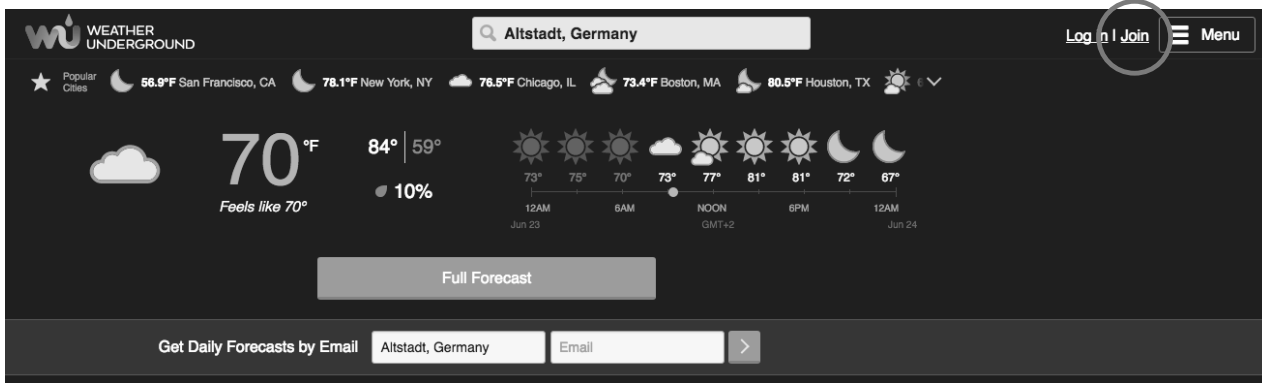 WEATHER
UNDERGROUND
Altstadt, Germany
Log in | Join
Menu
Popular
Cities
56.9°F San Francisco, CA
78.1°F New York, NY
76.5°F Chicago, IL
73.4°F Boston, MA
80.5°F Houston, TX
6
70°F
Feels like 70°
84° | 59°
10%
73° 75° 70° 73° 77° 81° 81° 72° 67°
12AM 6AM NOON 6PM 12AM
Jun 23 GMT+2 Jun 24
Full Forecast
Get Daily Forecasts by Email
Altstadt, Germany
Email